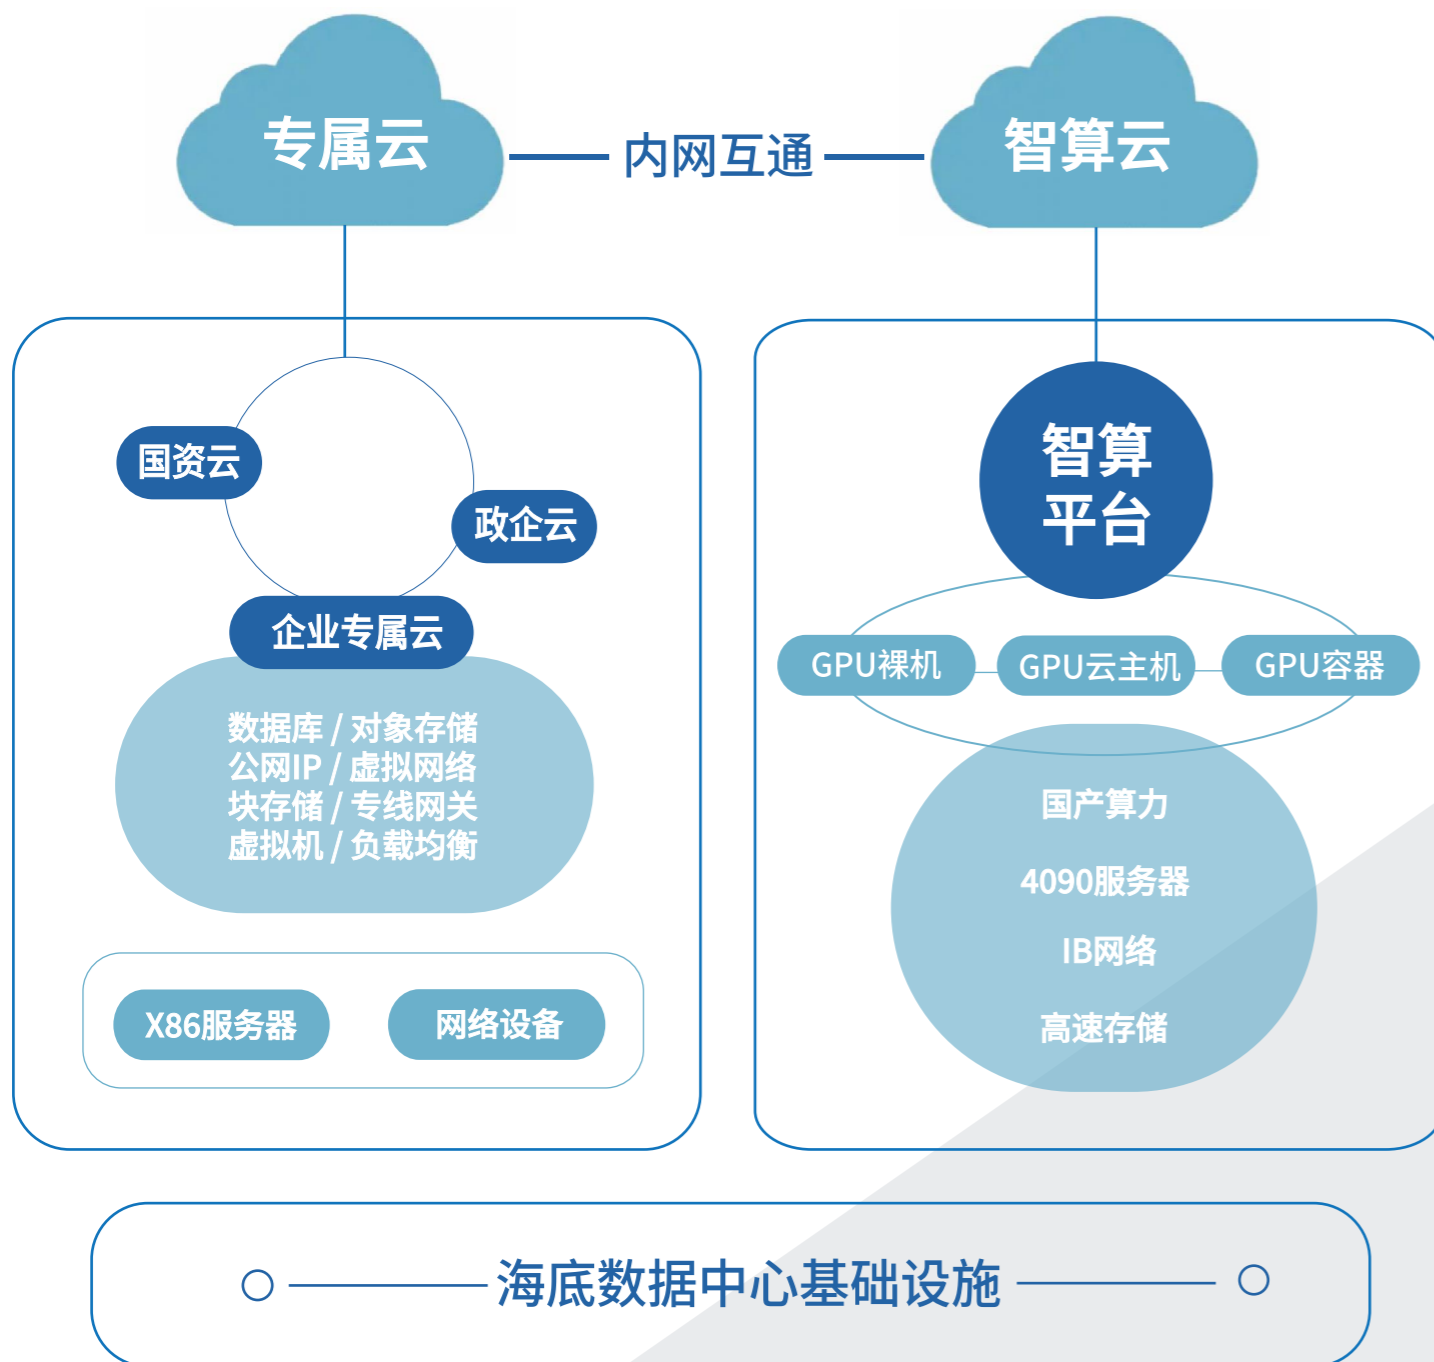 专属云
内网互通
智算云
国资云
政企云
企业专属云
数据库 / 对象存储
公网IP / 虚拟网络
块存储 / 专线网关
虚拟机 / 负载均衡
X86服务器
网络设备
智算
平台
GPU裸机
GPU云主机
GPU容器
国产算力
4090服务器
IB网络
高速存储
海底数据中心基础设施